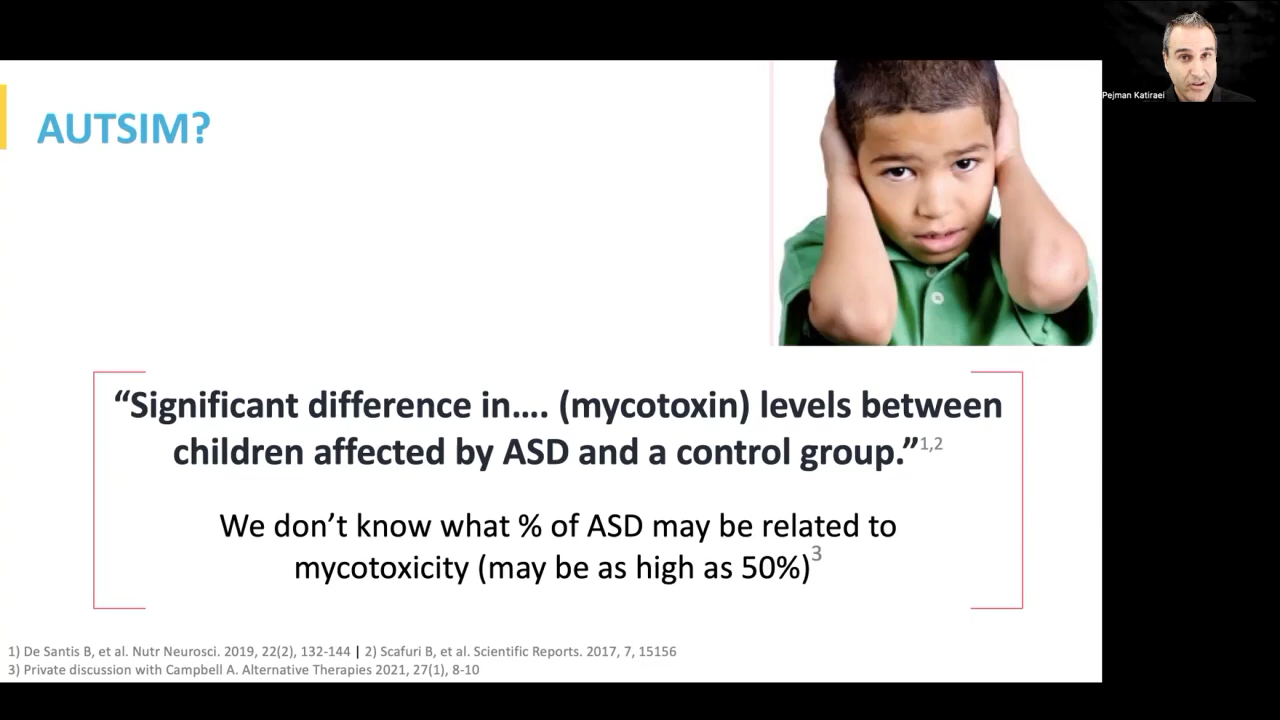 AUTSIM?
Pejman Katiraei
“Significant difference in…. (mycotoxin) levels between
children affected by ASD and a control group.”1,2
We don’t know what % of ASD may be related to
mycotoxicity (may be as high as 50%)3
1) De Santis B, et al. Nutr Neurosci. 2019, 22(2), 132-144 | 2) Scafuri B, et al. Scientific Reports. 2017, 7, 15156
3) Private discussion with Campbell A. Alternative Therapies 2021, 27(1), 8-10